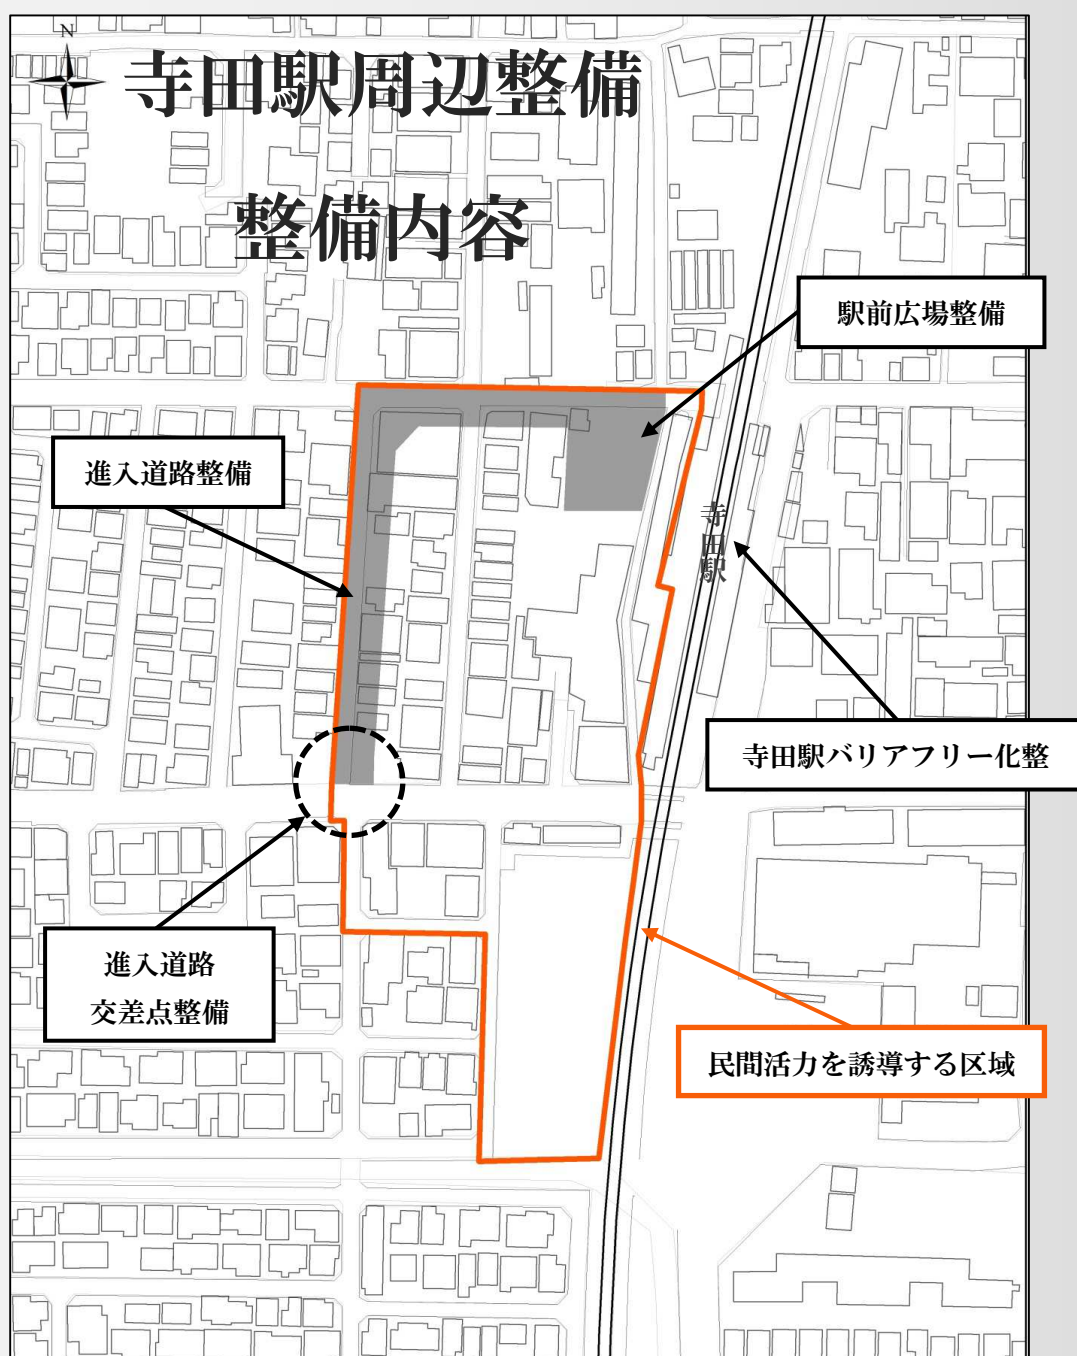 N
寺田駅周辺整備
整備内容
駅前広場整備
進入道路整備
寺田駅
寺田駅バリアフリー化整
進入道路
交差点整備
民間活力を誘導する区域